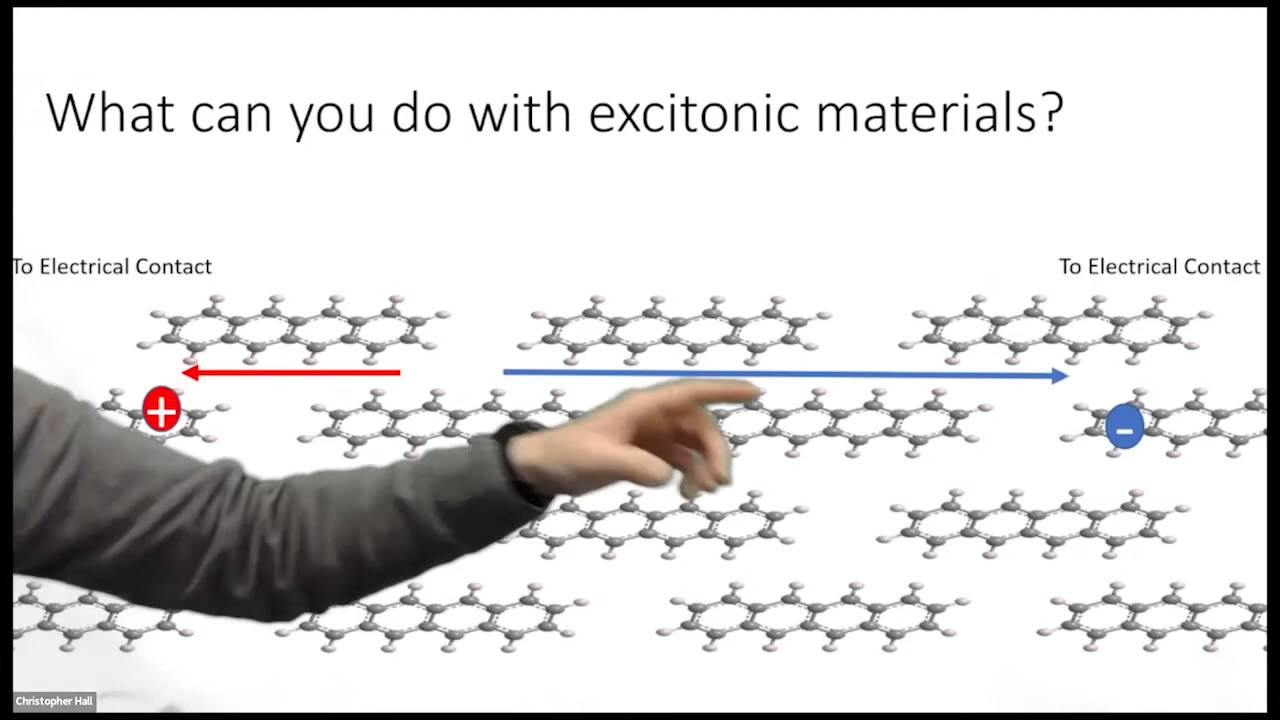 What can you do with excitonic materials?
To Electrical Contact
To Electrical Contact
+
-
Christopher Hall